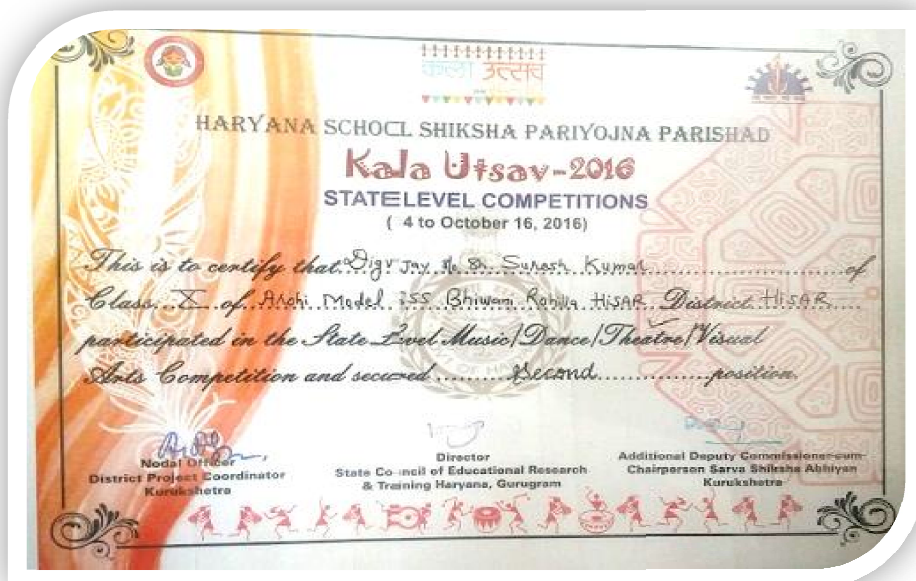 कला उत्सव
HARYANA SCHOOL SHIKSHA PARIYOJNA PARISHAD
Kala Utsav-2016
STATE LEVEL COMPETITIONS
( 4 to October 16, 2016)
This is to certify that Digvjay S/o Sh. Suresh Kumar of
Class X of Arohi Model SSS Bhiwani Rohilla HISAR District HISAR
participated in the State Level Music/Dance/Theatre/Visual
Arts Competition and secured Second position.
Nodal Officer
District Project Coordinator
Kurukshetra
Director
State Council of Educational Research
& Training Haryana, Gurugram
Additional Deputy Commissioner-cum-
Chairperson Sarva Shiksha Abhiyan
Kurukshetra